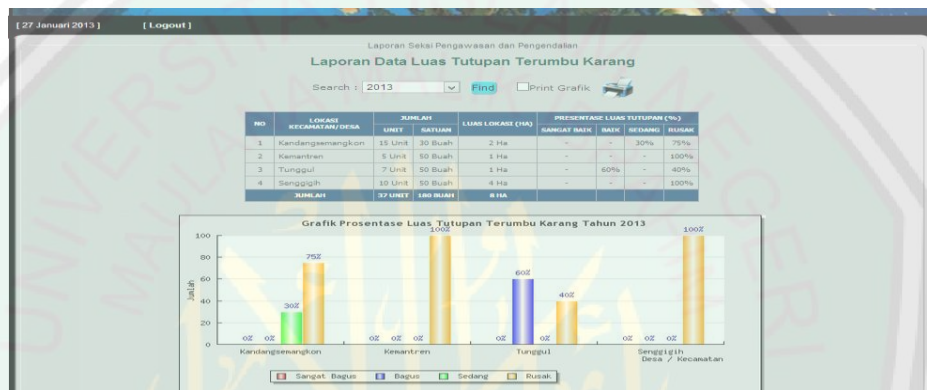 [ 27 Januari 2013 ] [ Logout ]
Laporan Seksi Pengawasan dan Pengendalian
Laporan Data Luas Tutupan Terumbu Karang
Search : 2013 Find Print Grafik
NO LOKASI KECAMATAN/DESA JUMLAH LUAS LOKASI (HA) PRESENTASE LUAS TUTUPAN (%)
UNIT SATUAN SANGAT BAIK BAIK SEDANG RUSAK
1 Kandangsemangkon 15 Unit 30 Buah 2 Ha - - 30% 75%
2 Kemantren 5 Unit 50 Buah 1 Ha - - - 100%
3 Tunggul 7 Unit 50 Buah 1 Ha - 60% - 40%
4 Senggigih 10 Unit 50 Buah 4 Ha - - - 100%
JUMLAH 37 UNIT 180 BUAH 8 HA
Grafik Prosentase Luas Tutupan Terumbu Karang Tahun 2013
Jumlah
100
80
60
40
20
0
0% 0% 30% 75%
0% 0% 0% 100%
0% 60% 0% 40%
0% 0% 0% 100%
Kandangsemangkon Kemantren Tunggul Senggigih
Desa / Kecamatan
Sangat Bagus Bagus Sedang Rusak